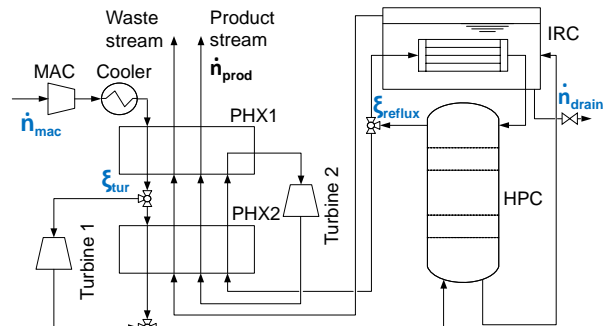 Waste
stream
Product
stream
ṅprod
IRC
MAC
Cooler
ṅmac
PHX1
ξreflux
ṅdrain
ξtur
PHX2
Turbine 2
HPC
Turbine 1